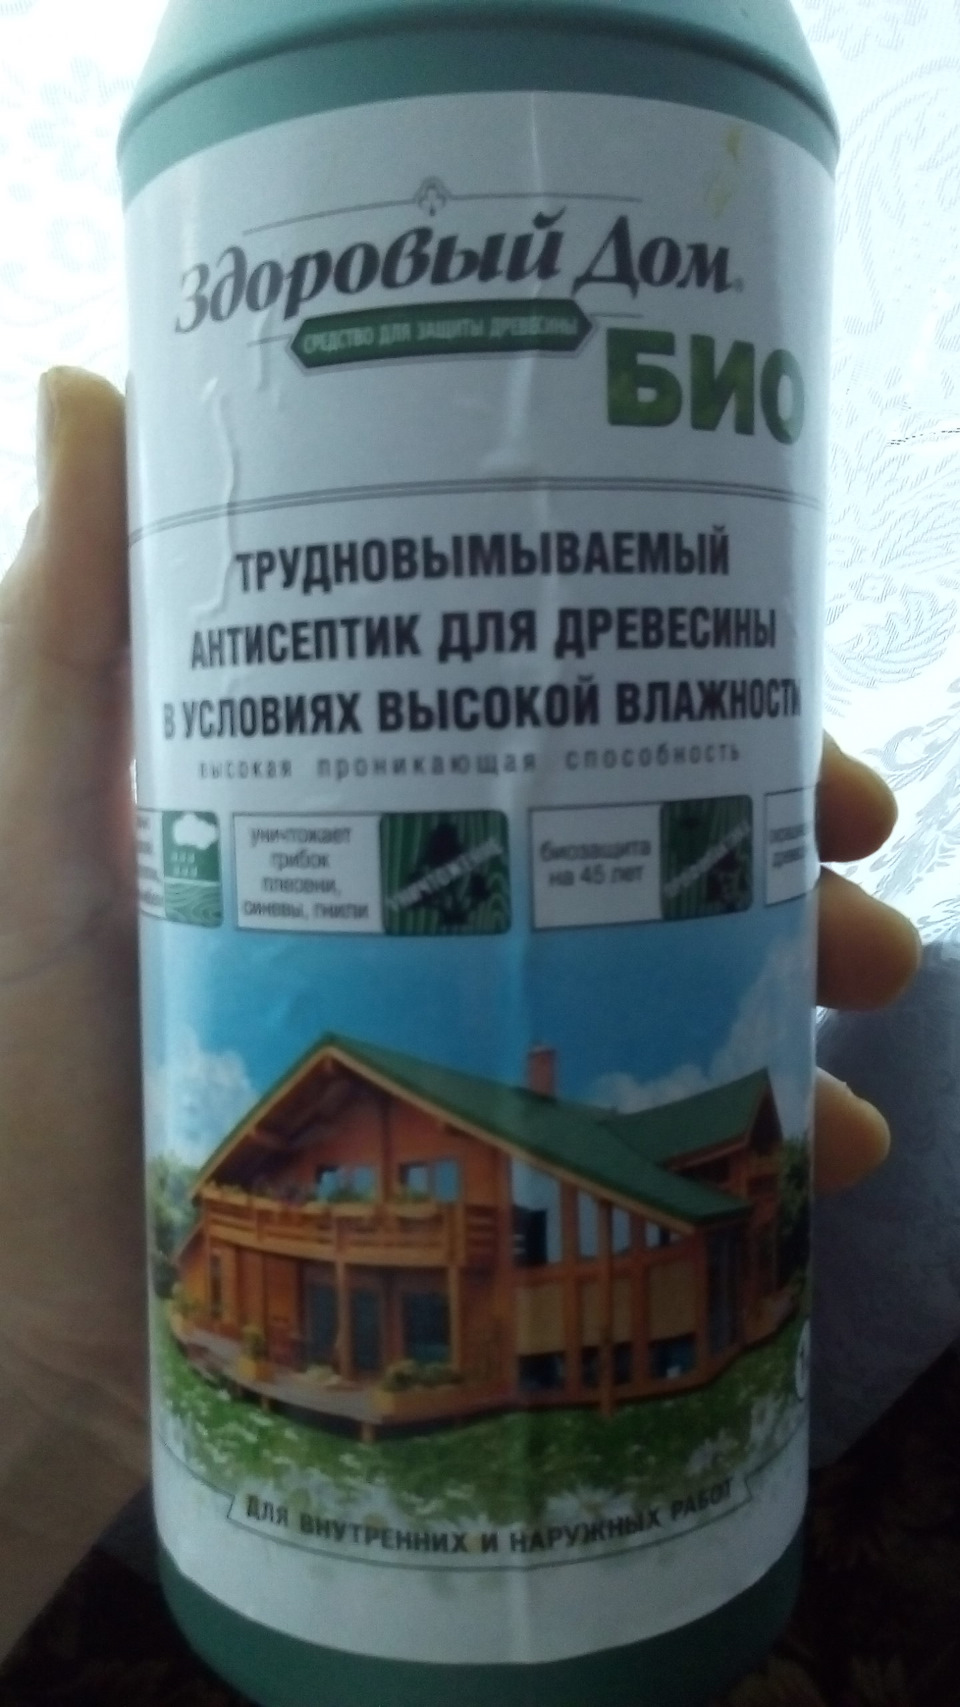 Здоровый Дом
СРЕДСТВО ДЛЯ ЗАЩИТЫ ДРЕВЕСИНЫ
БИО
ТРУДНОВЫМЫВАЕМЫЙ
АНТИСЕПТИК ДЛЯ ДРЕВЕСИНЫ
В УСЛОВИЯХ ВЫСОКОЙ ВЛАЖНОСТИ
высокая проникающая способность
уничтожает
грибок
плесени,
синевы, гнили
УНИЧТОЖЕНИЕ
биозащита
на 45 лет
ДЛЯ ВНУТРЕННИХ И НАРУЖНЫХ РАБОТ